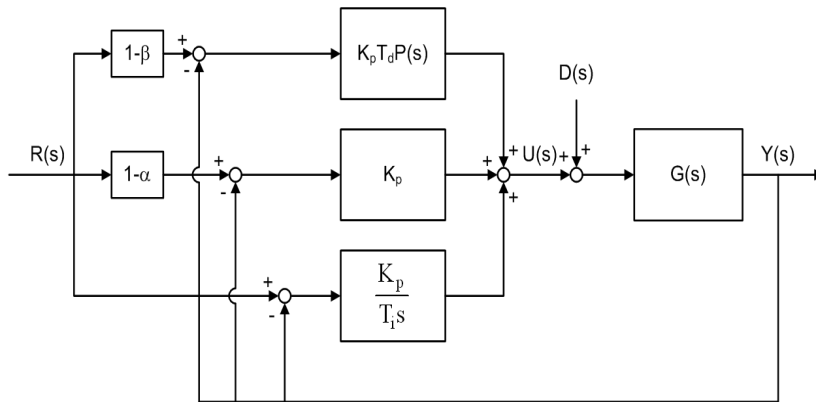 1-β
+
-
KpTdP(s)
D(s)
R(s)
1-α
+
-
Kp
+
+
+
U(s)
+
+
G(s)
Y(s)
+
-
Kp
Tis